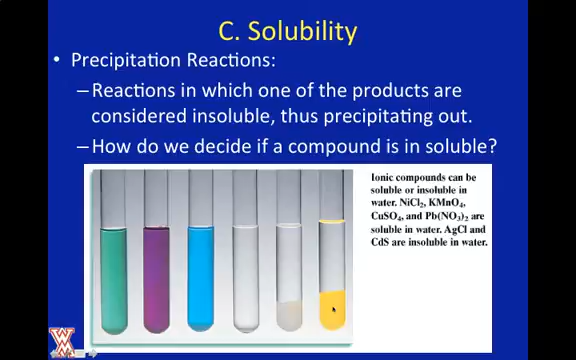 C. Solubility
• Precipitation Reactions:
–Reactions in which one of the products are
considered insoluble, thus precipitating out.
–How do we decide if a compound is in soluble?
Ionic compounds can be
soluble or insoluble in
water. NiCl₂, KMnO₄,
CuSO₄, and Pb(NO₃)₂ are
soluble in water. AgCl and
CdS are insoluble in water.